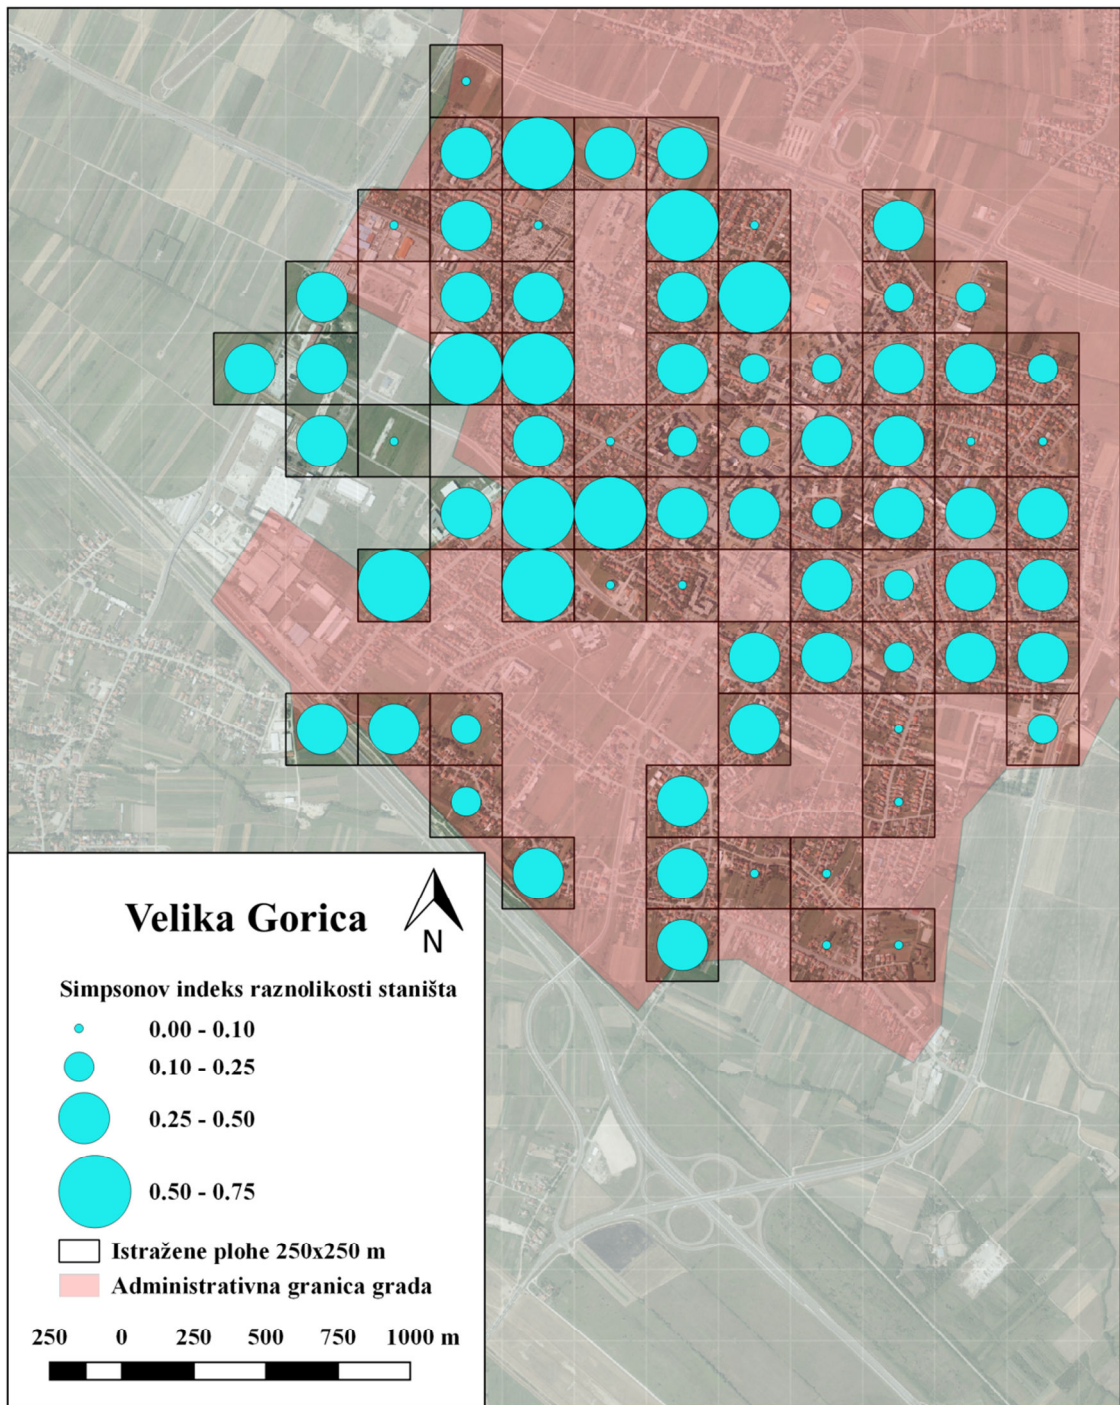 Velika Gorica
N
Simpsonov indeks raznolikosti staništa
0.00 - 0.10
0.10 - 0.25
0.25 - 0.50
0.50 - 0.75
Istražene plohe 250x250 m
Administrativna granica grada
250 0 250 500 750 1000 m